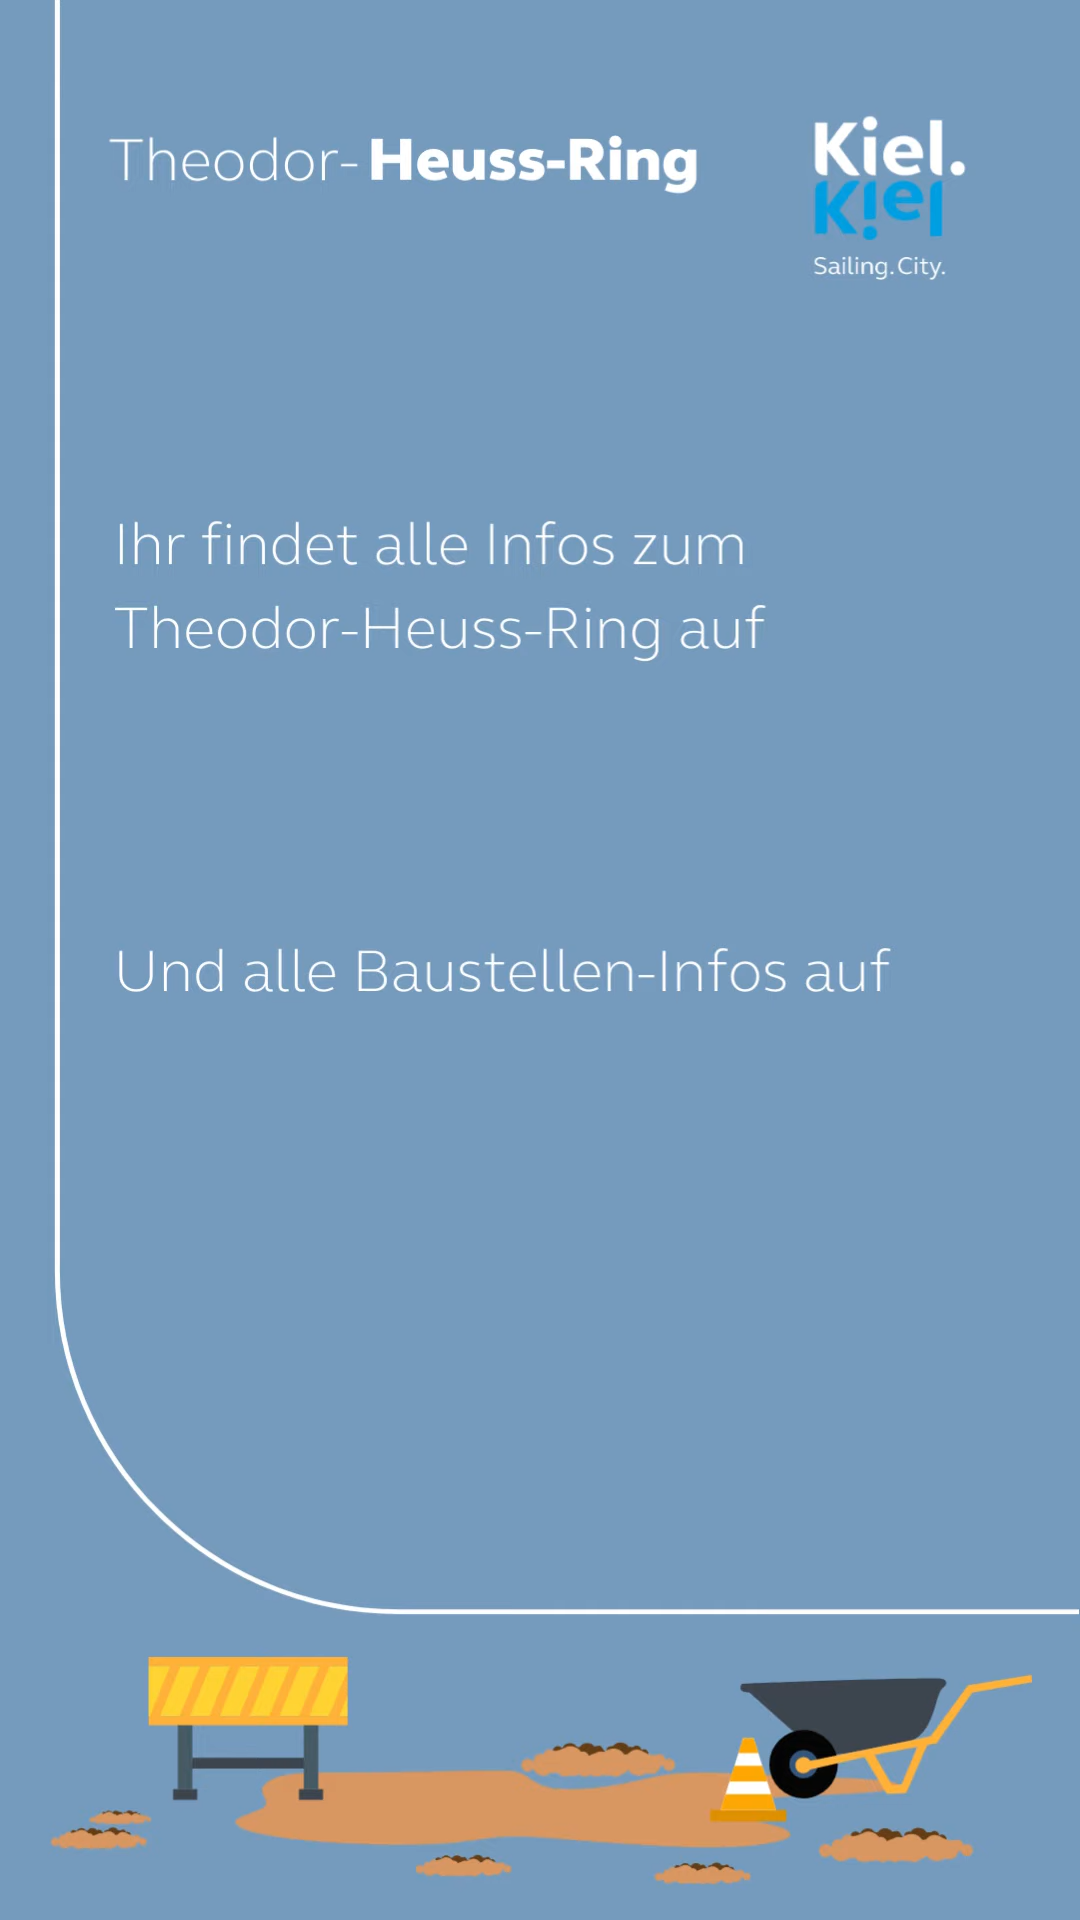 Theodor-Heuss-Ring
Kiel.
Kiel
Sailing.City.
Ihr findet alle Infos zum
Theodor-Heuss-Ring auf
Und alle Baustellen-Infos auf